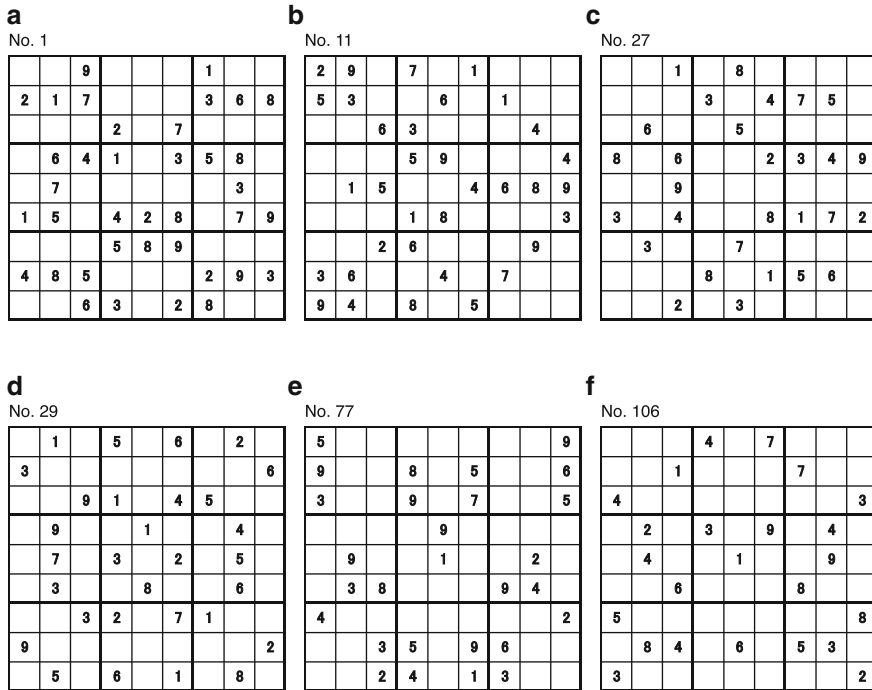 a
No. 1
9 1
2 1 7 3 6 8
2 7
6 4 1 3 5 8
7 3
1 5 4 2 8 7 9
5 8 9
4 8 5 2 9 3
6 3 2 8
b
No. 11
2 9 7 1
5 3 6 1
6 3 4
5 9 4
1 5 4 6 8 9
1 8 3
2 6 9
3 6 4 7
9 4 8 5
c
No. 27
1 8
3 4 7 5
6 5
8 6 2 3 4 9
9
3 4 8 1 7 2
3 7
8 1 5 6
2 3
d
No. 29
1 5 6 2
3 6
9 1 4 5
9 1 4
7 3 2 5
3 8 6
3 2 7 1
9 2
5 6 1 8
e
No. 77
5 9
9 8 5 6
3 9 7 5
9
9 1 2
3 8 9 4
4 2
3 5 9 6
2 4 1 3
f
No. 106
4 7
1 7
4 3
2 3 9 4
4 1 9
6 8
5 8
8 4 6 5 3
3 2